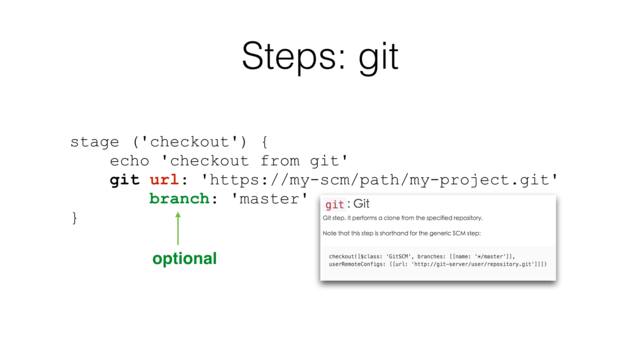 Steps: git
stage ('checkout') {
echo 'checkout from git'
git url: 'https://my-scm/path/my-project.git'
branch: 'master'
}
optional
git : Git
Git step. It performs a clone from the specified repository.
Note that this step is shorthand for the generic SCM step:
checkout([$class: 'GitSCM', branches: [[name: '*/master']],
userRemoteConfigs: [[url: 'http://git-server/user/repository.git']]])